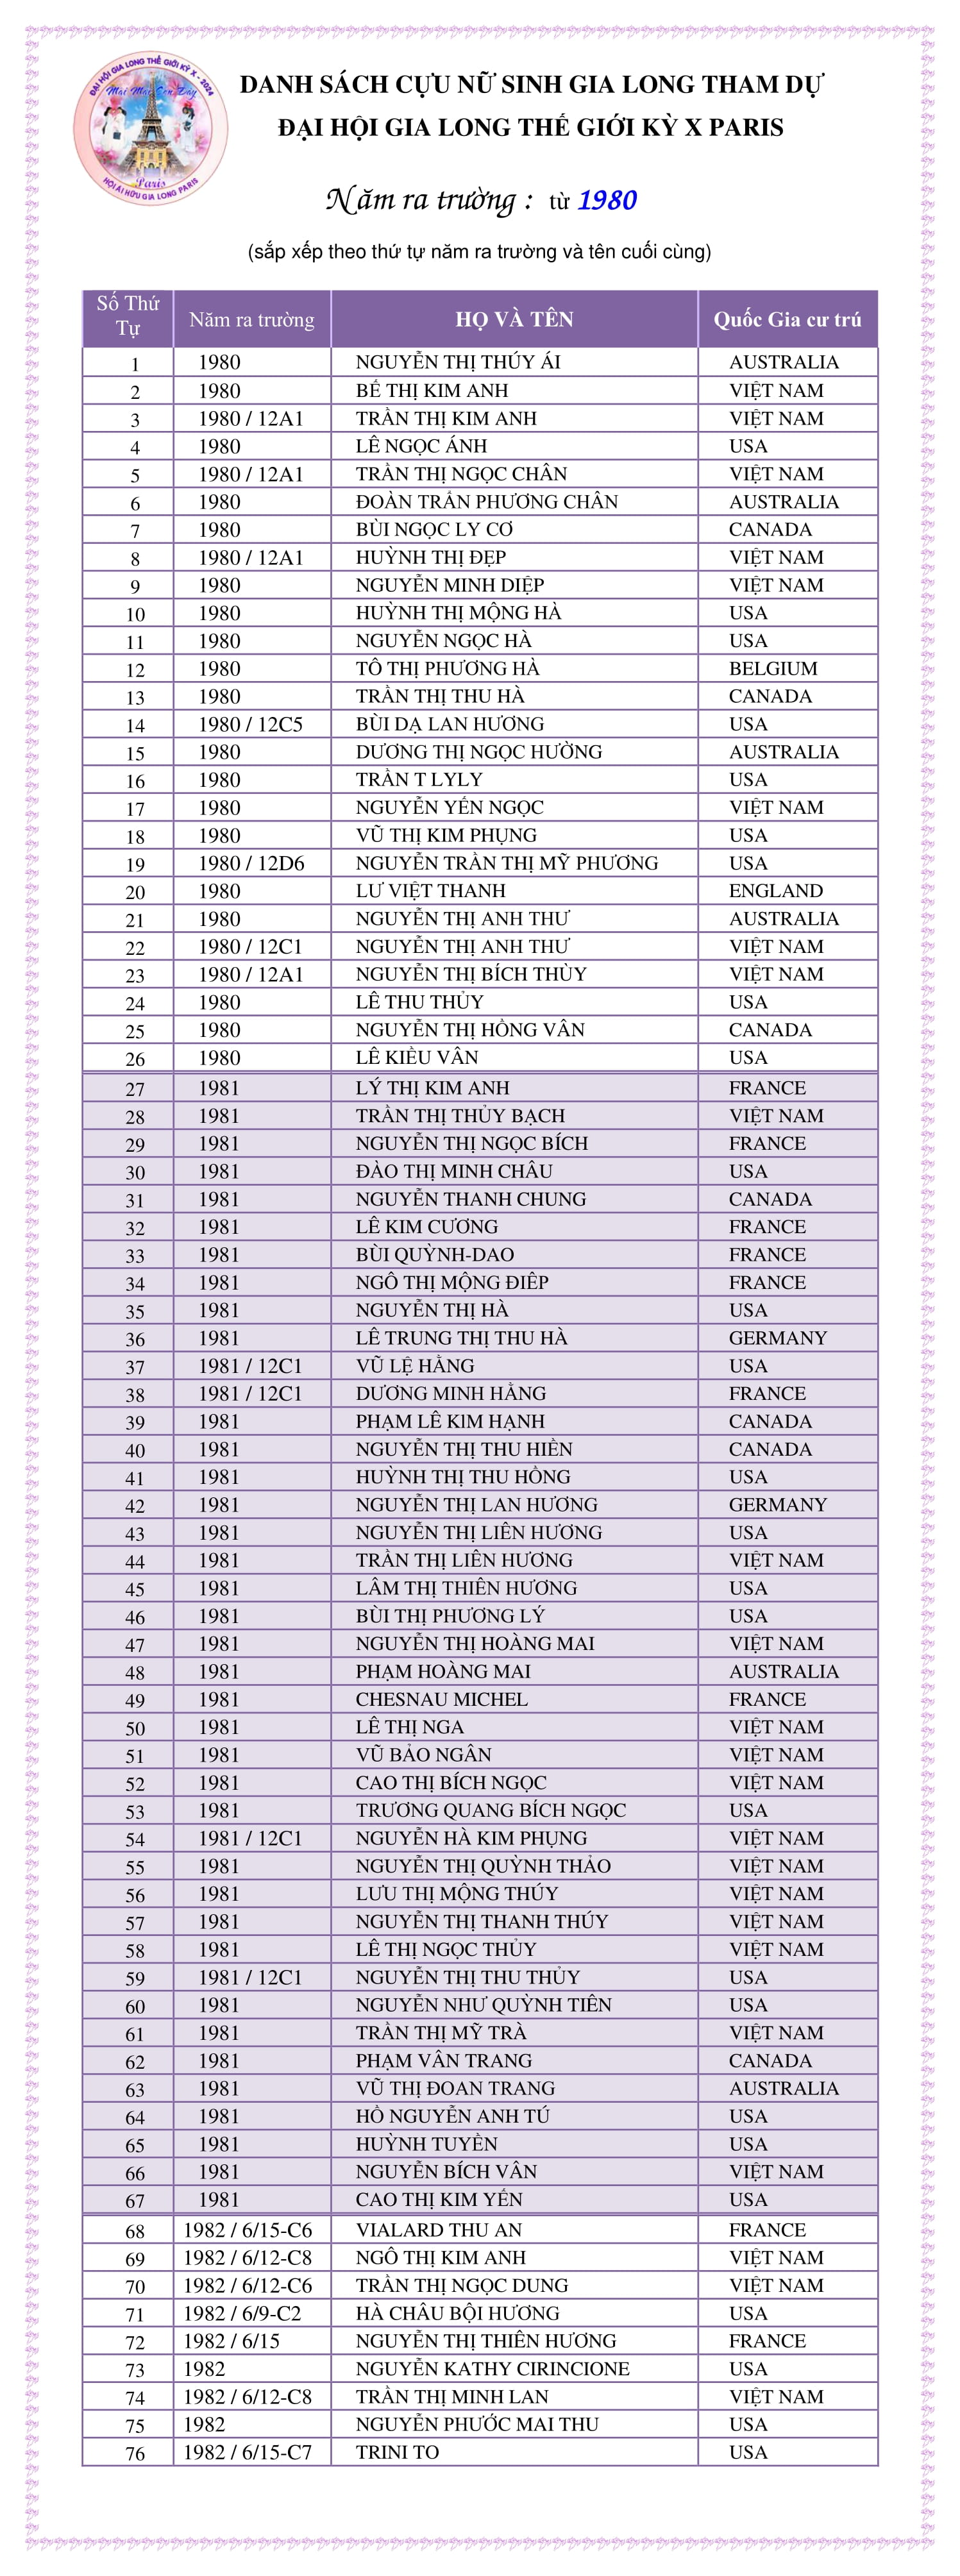 ĐẠI HỘI GIA LONG THẾ GIỚI KỲ X - 2024
Mãi Mãi Còn Đây
Paris
HỘI ÁI HỮU GIA LONG PARIS
DANH SÁCH CỰU NỮ SINH GIA LONG THAM DỰ
ĐẠI HỘI GIA LONG THẾ GIỚI KỲ X PARIS
Năm ra trường : từ 1980
(sắp xếp theo thứ tự năm ra trường và tên cuối cùng)
Số Thứ Tự Năm ra trường HỌ VÀ TÊN Quốc Gia cư trú
1 1980 NGUYỄN THỊ THÚY ÁI AUSTRALIA
2 1980 BẾ THỊ KIM ANH VIỆT NAM
3 1980 / 12A1 TRẦN THỊ KIM ANH VIỆT NAM
4 1980 LÊ NGỌC ÁNH USA
5 1980 / 12A1 TRẦN THỊ NGỌC CHÂN VIỆT NAM
6 1980 ĐOÀN TRẦN PHƯƠNG CHÂN AUSTRALIA
7 1980 BÙI NGỌC LY CƠ CANADA
8 1980 / 12A1 HUỲNH THỊ ĐẸP VIỆT NAM
9 1980 NGUYỄN MINH DIỆP VIỆT NAM
10 1980 HUỲNH THỊ MỘNG HÀ USA
11 1980 NGUYỄN NGỌC HÀ USA
12 1980 TÔ THỊ PHƯƠNG HÀ BELGIUM
13 1980 TRẦN THỊ THU HÀ CANADA
14 1980 / 12C5 BÙI DẠ LAN HƯƠNG USA
15 1980 DƯƠNG THỊ NGỌC HƯỜNG AUSTRALIA
16 1980 TRẦN T LYLY USA
17 1980 NGUYỄN YẾN NGỌC VIỆT NAM
18 1980 VŨ THỊ KIM PHỤNG USA
19 1980 / 12D6 NGUYỄN TRẦN THỊ MỸ PHƯƠNG USA
20 1980 LƯ VIỆT THANH ENGLAND
21 1980 NGUYỄN THỊ ANH THƯ AUSTRALIA
22 1980 / 12C1 NGUYỄN THỊ ANH THƯ VIỆT NAM
23 1980 / 12A1 NGUYỄN THỊ BÍCH THÙY VIỆT NAM
24 1980 LÊ THU THỦY USA
25 1980 NGUYỄN THỊ HỒNG VÂN CANADA
26 1980 LÊ KIỀU VÂN USA
27 1981 LÝ THỊ KIM ANH FRANCE
28 1981 TRẦN THỊ THỦY BẠCH VIỆT NAM
29 1981 NGUYỄN THỊ NGỌC BÍCH FRANCE
30 1981 ĐÀO THỊ MINH CHÂU USA
31 1981 NGUYỄN THANH CHUNG CANADA
32 1981 LÊ KIM CƯƠNG FRANCE
33 1981 BÙI QUỲNH-DAO FRANCE
34 1981 NGÔ THỊ MỘNG ĐIÊP FRANCE
35 1981 NGUYỄN THỊ HÀ USA
36 1981 LÊ TRUNG THỊ THU HÀ GERMANY
37 1981 / 12C1 VŨ LỆ HẰNG USA
38 1981 / 12C1 DƯƠNG MINH HẰNG FRANCE
39 1981 PHẠM LÊ KIM HẠNH CANADA
40 1981 NGUYỄN THỊ THU HIỀN CANADA
41 1981 HUỲNH THỊ THU HỒNG USA
42 1981 NGUYỄN THỊ LAN HƯƠNG GERMANY
43 1981 NGUYỄN THỊ LIÊN HƯƠNG USA
44 1981 TRẦN THỊ LIÊN HƯƠNG VIỆT NAM
45 1981 LÂM THỊ THIÊN HƯƠNG USA
46 1981 BÙI THỊ PHƯƠNG LÝ USA
47 1981 NGUYỄN THỊ HOÀNG MAI VIỆT NAM
48 1981 PHẠM HOÀNG MAI AUSTRALIA
49 1981 CHESNAU MICHEL FRANCE
50 1981 LÊ THỊ NGA VIỆT NAM
51 1981 VŨ BẢO NGÂN VIỆT NAM
52 1981 CAO THỊ BÍCH NGỌC VIỆT NAM
53 1981 TRƯƠNG QUANG BÍCH NGỌC USA
54 1981 / 12C1 NGUYỄN HÀ KIM PHỤNG VIỆT NAM
55 1981 NGUYỄN THỊ QUỲNH THẢO VIỆT NAM
56 1981 LƯU THỊ MỘNG THÚY VIỆT NAM
57 1981 NGUYỄN THỊ THANH THÚY VIỆT NAM
58 1981 LÊ THỊ NGỌC THỦY VIỆT NAM
59 1981 / 12C1 NGUYỄN THỊ THU THỦY USA
60 1981 NGUYỄN NHƯ QUỲNH TIÊN USA
61 1981 TRẦN THỊ MỸ TRÀ VIỆT NAM
62 1981 PHẠM VÂN TRANG CANADA
63 1981 VŨ THỊ ĐOAN TRANG AUSTRALIA
64 1981 HỒ NGUYỄN ANH TÚ USA
65 1981 HUỲNH TUYỀN USA
66 1981 NGUYỄN BÍCH VÂN VIỆT NAM
67 1981 CAO THỊ KIM YẾN USA
68 1982 / 6/15-C6 VIALARD THU AN FRANCE
69 1982 / 6/12-C8 NGÔ THỊ KIM ANH VIỆT NAM
70 1982 / 6/12-C6 TRẦN THỊ NGỌC DUNG VIỆT NAM
71 1982 / 6/9-C2 HÀ CHÂU BỘI HƯƠNG USA
72 1982 / 6/15 NGUYỄN THỊ THIÊN HƯƠNG FRANCE
73 1982 NGUYỄN KATHY CIRINCIONE USA
74 1982 / 6/12-C8 TRẦN THỊ MINH LAN VIỆT NAM
75 1982 NGUYỄN PHƯỚC MAI THU USA
76 1982 / 6/15-C7 TRINI TO USA